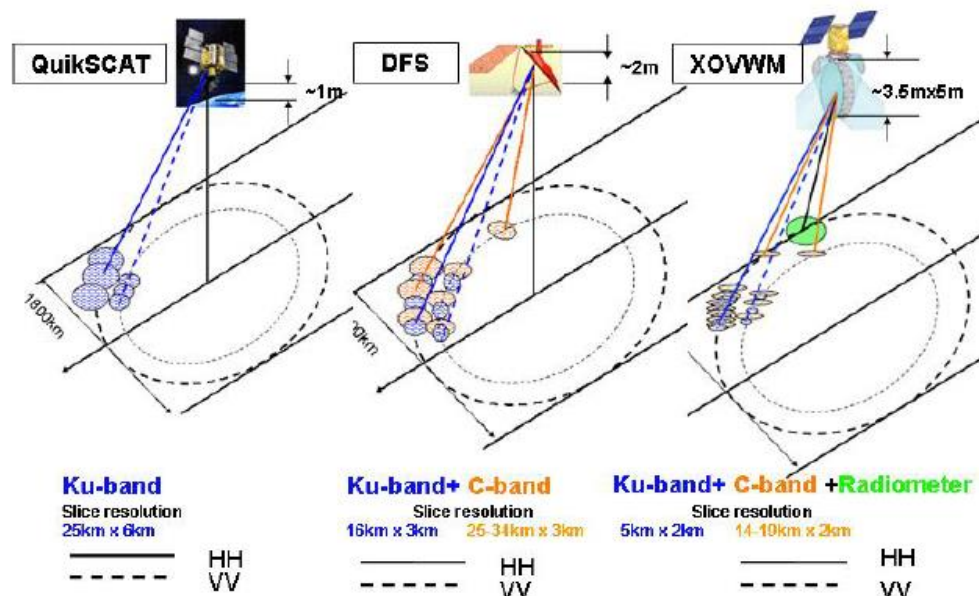 QuikSCAT
~1m
1800km
Ku-band
Slice resolution
25km x 6km
HH
VV
DFS
~2m
Ku-band+ C-band
Slice resolution
16km x 3km 25-34km x 3km
HH
VV
XOVWM
~3.5mx5m
Ku-band+ C-band +Radiometer
Slice resolution
5km x 2km 14-19km x 2km
HH
VV